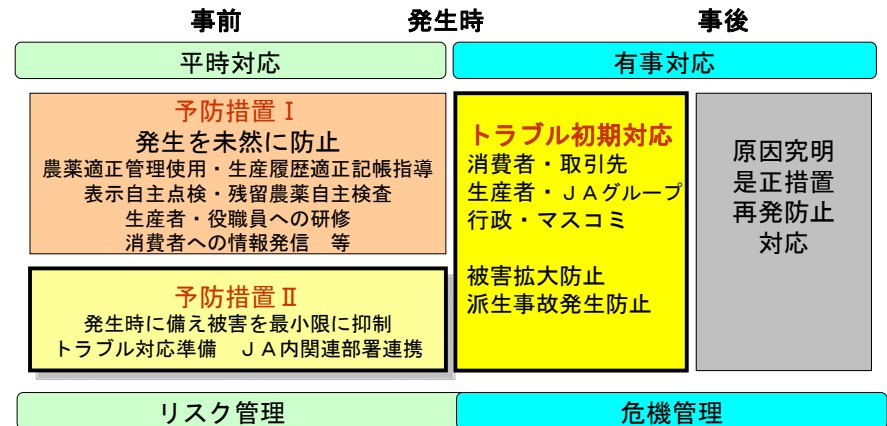 事前　発生時　事後
平時対応　有事対応
予防措置Ⅰ
発生を未然に防止
農薬適正管理使用・生産履歴適正記帳指導
表示自主点検・残留農薬自主検査
生産者・役職員への研修
消費者への情報発信　等
予防措置Ⅱ
発生時に備え被害を最小限に抑制
トラブル対応準備　ＪＡ内関連部署連携
トラブル初期対応
消費者・取引先
生産者・ＪＡグループ
行政・マスコミ
被害拡大防止
派生事故発生防止
原因究明
是正措置
再発防止
対応
リスク管理　危機管理